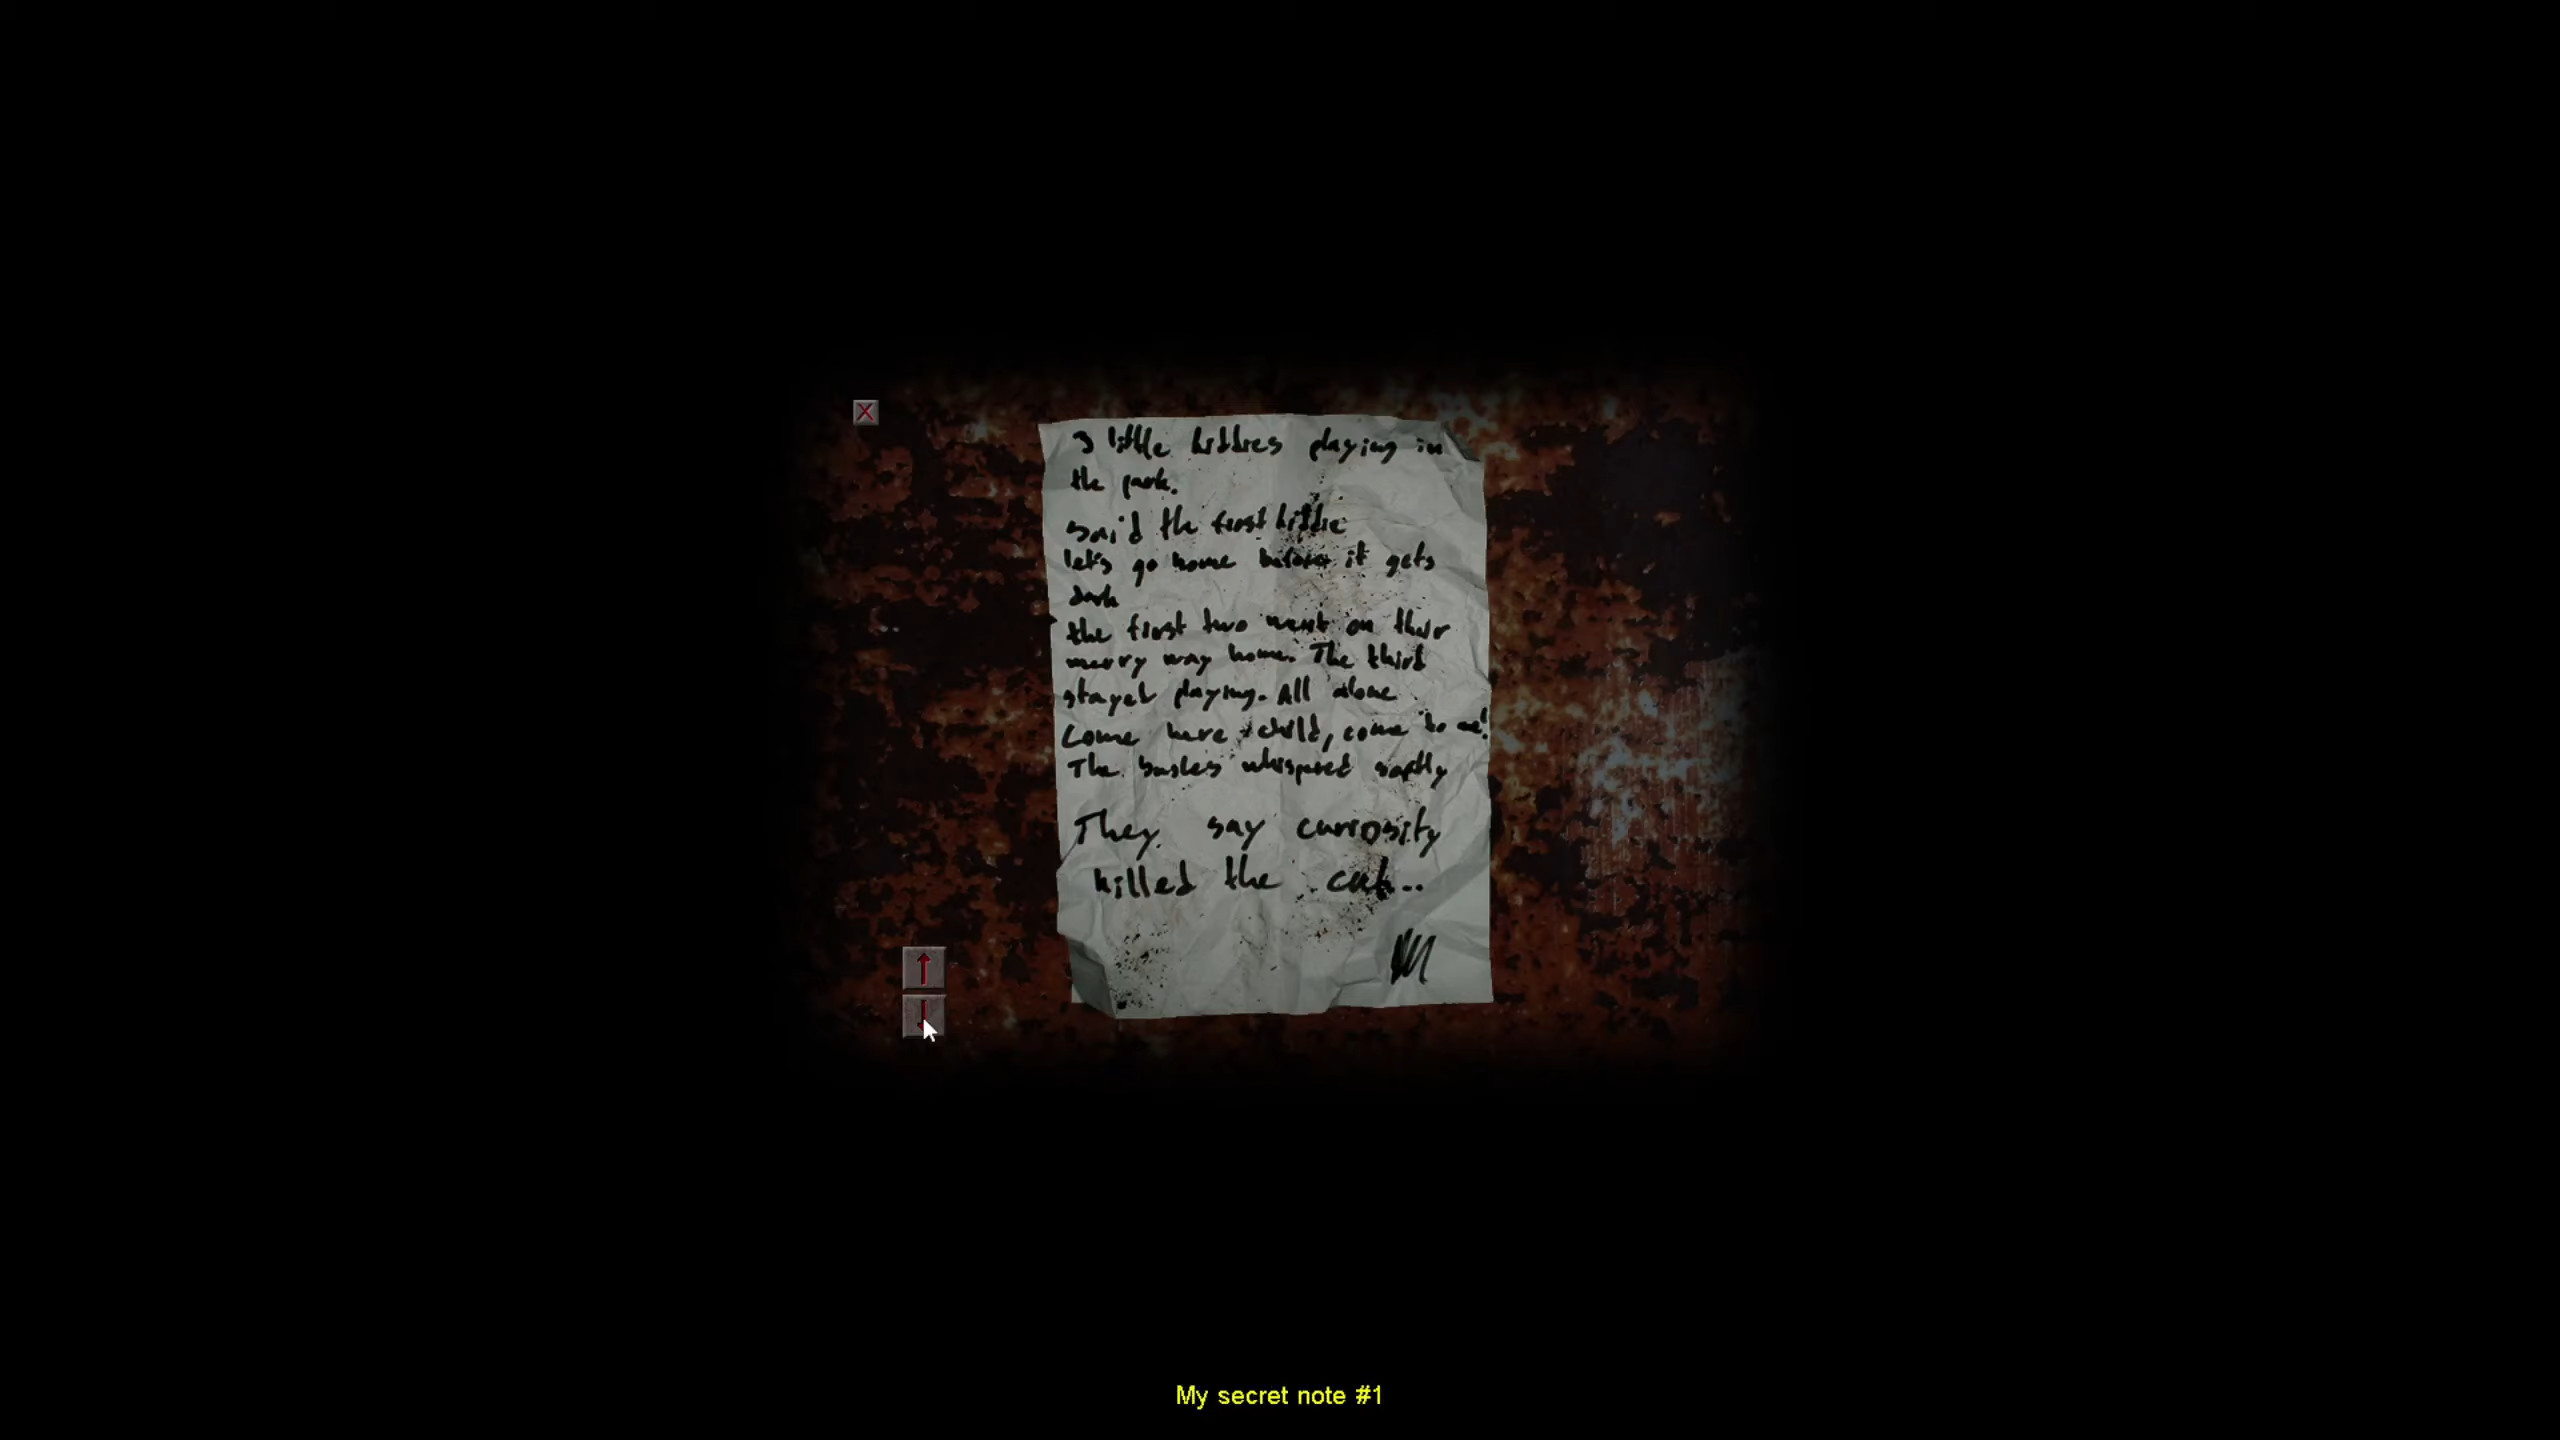 3 little kiddies playing in
the park.
said the first kiddie
let's go home before it gets
dark
the first two went on their
merry way home. The third
stayed playing. All alone
Come here child, come to me!
The bushes whispered softly
They say curiosity
killed the cat..
My secret note #1